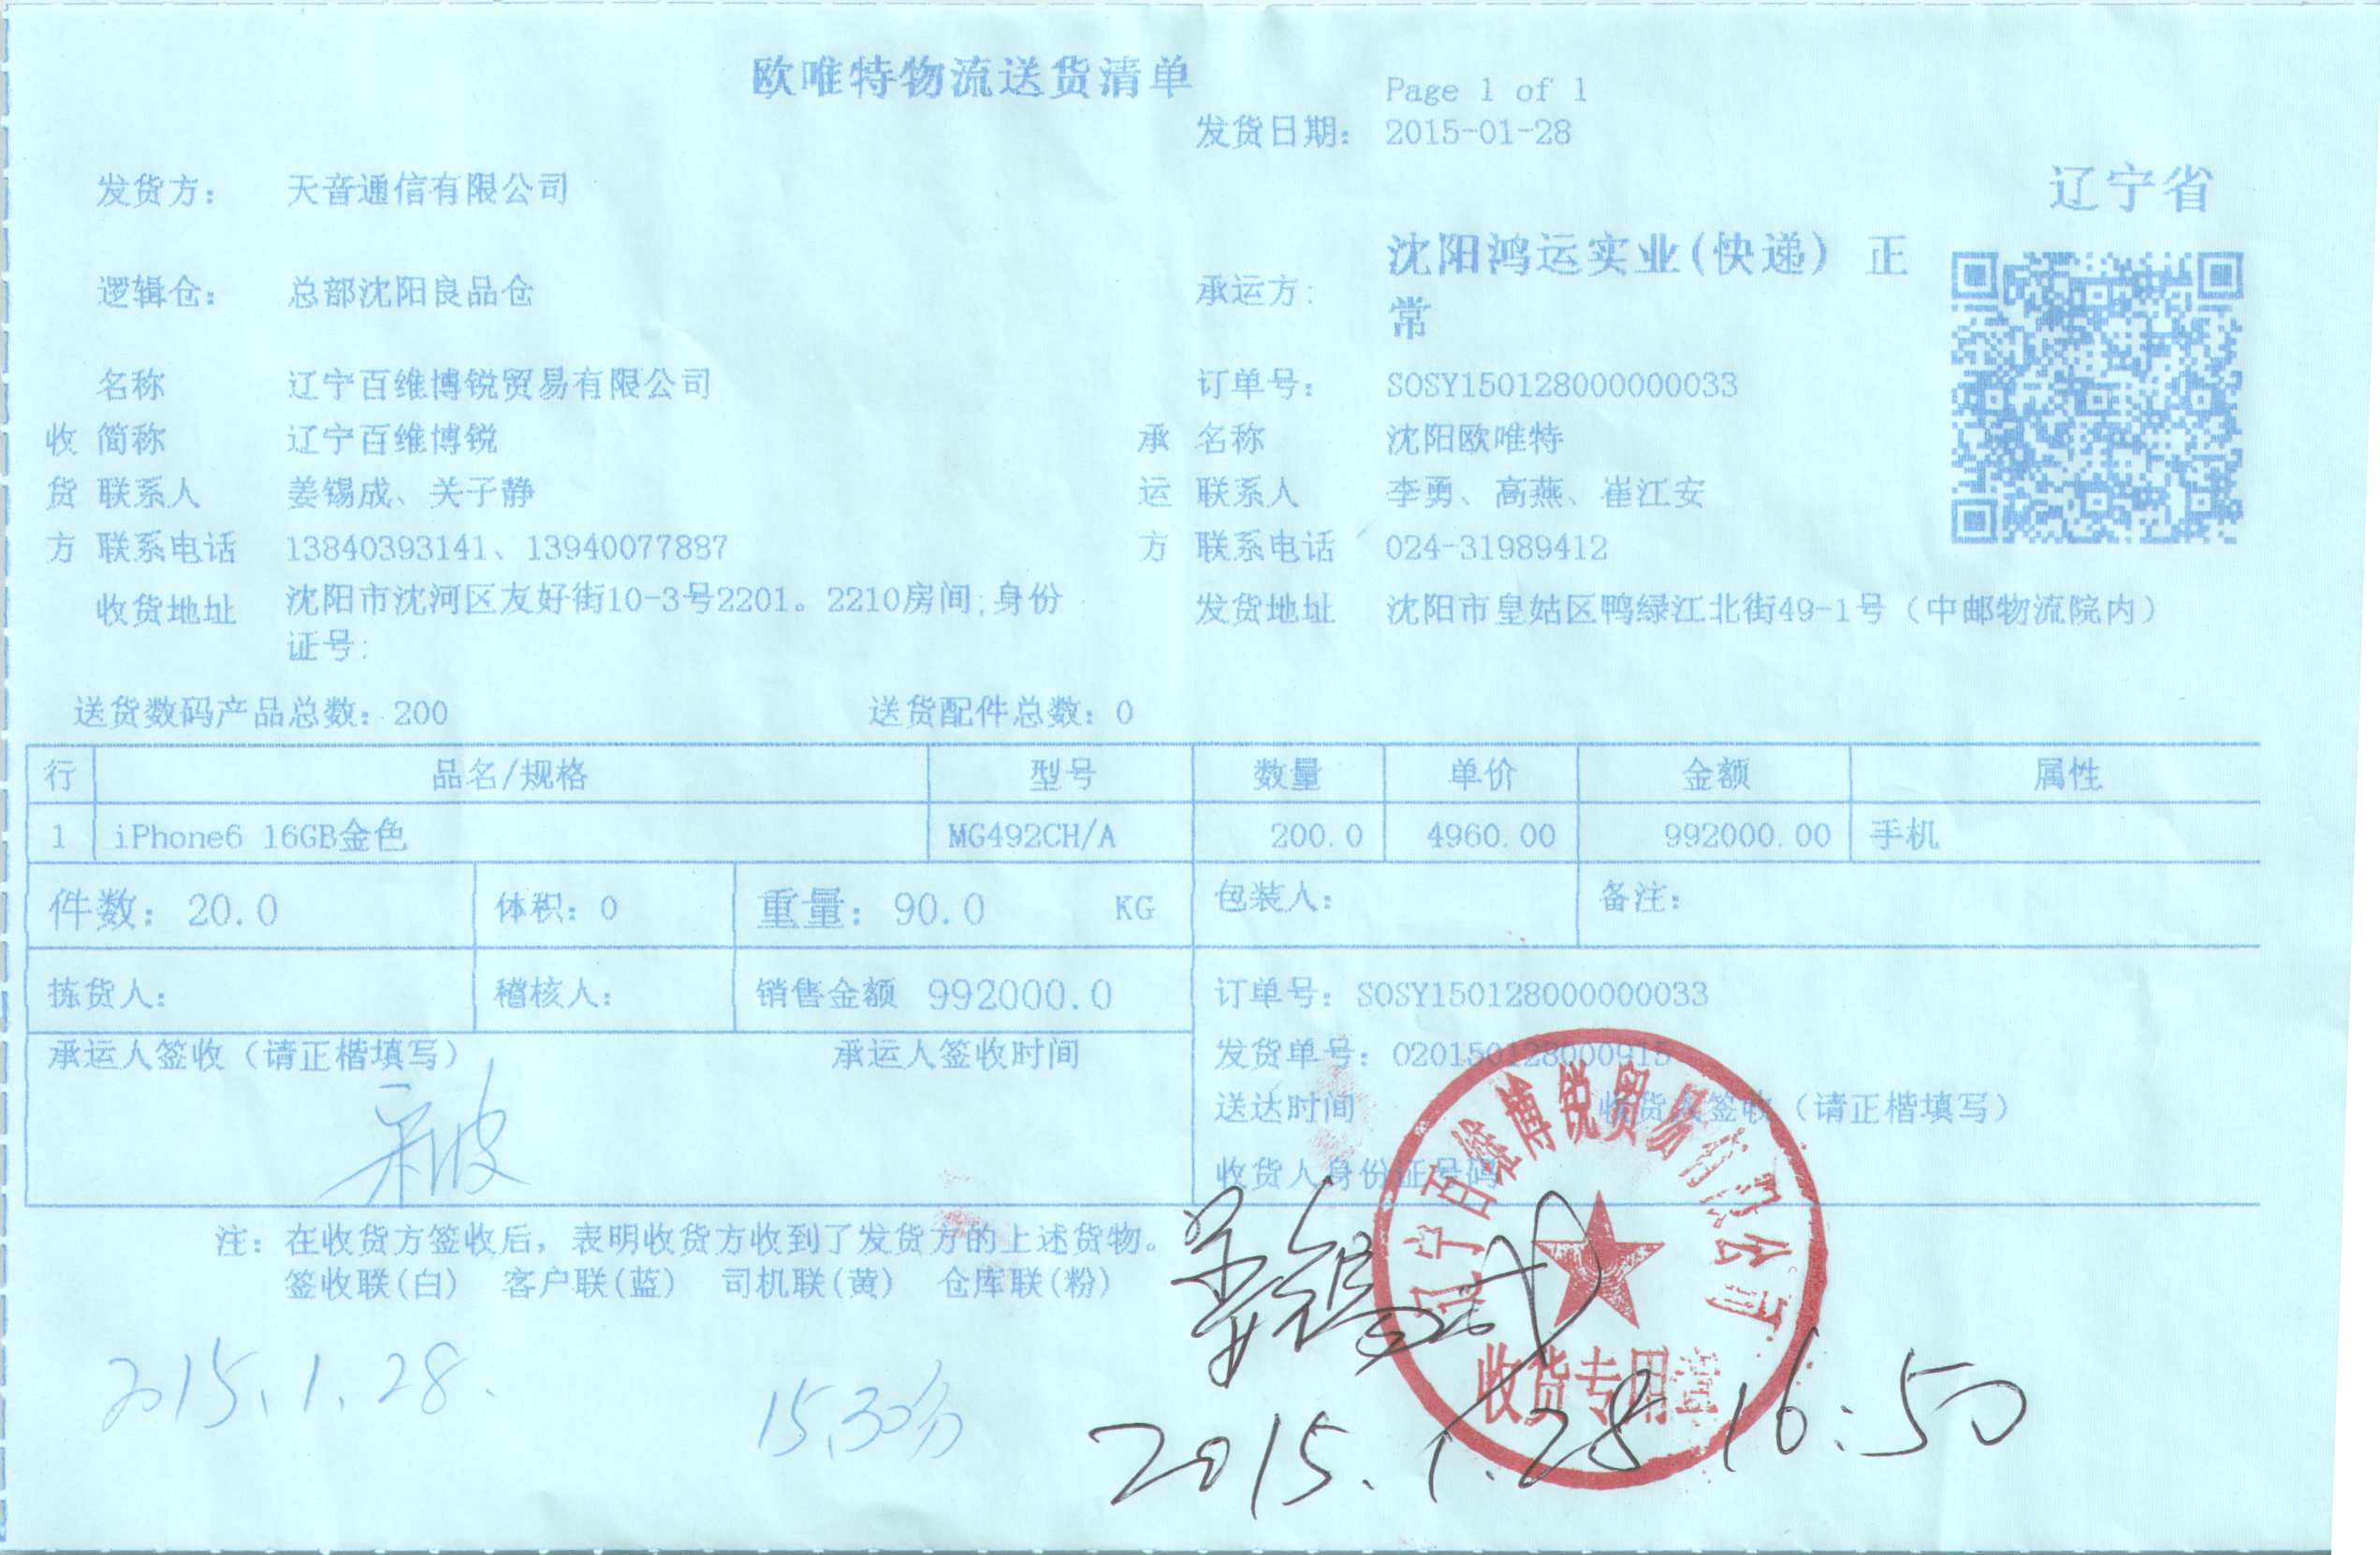 欧唯特物流送货清单
Page 1 of 1
发货日期: 2015-01-28
辽宁省
发货方: 天音通信有限公司
逻辑仓: 总部沈阳良品仓
承运方: 沈阳鸿运实业(快递) 正
常
名称 辽宁百维博锐贸易有限公司
订单号: SOSY150128000000033
收 简称 辽宁百维博锐
承 名称 沈阳欧唯特
货 联系人 姜锡成、关子静
运 联系人 李勇、高燕、崔江安
方 联系电话 13840393141、13940077887
方 联系电话 024-31989412
收货地址 沈阳市沈河区友好街10-3号2201。2210房间;身份
证号:
发货地址 沈阳市皇姑区鸭绿江北街49-1号（中邮物流院内）
送货数码产品总数: 200 送货配件总数: 0
行 品名/规格 型号 数量 单价 金额 属性
1 iPhone6 16GB金色 MG492CH/A 200.0 4960.00 992000.00 手机
件数: 20.0 体积: 0 重量: 90.0 KG 包装人: 备注:
拣货人: 稽核人: 销售金额 992000.0
订单号: SOSY150128000000033
承运人签收（请正楷填写） 承运人签收时间
发货单号: 020150128000915
送达时间 收货人签收（请正楷填写）
收货人身份证号码
辽宁百维博锐贸易有限公司
收货专用章
注: 在收货方签收后，表明收货方收到了发货方的上述货物。
签收联(白) 客户联(蓝) 司机联(黄) 仓库联(粉)
姜锡成
2015.1.28.
15.30分
2015.1.28 16:50